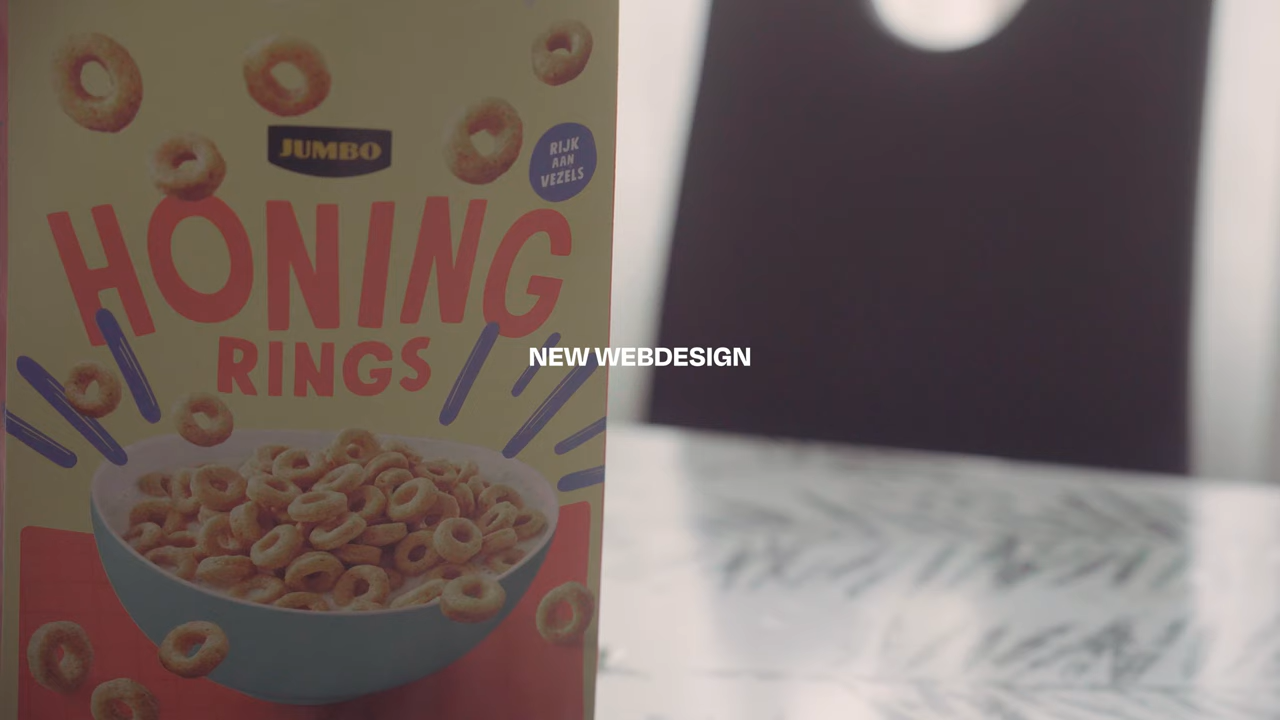 JUMBO
RIJK
AAN
VEZELS
HONING
RINGS
NEW WEBDESIGN